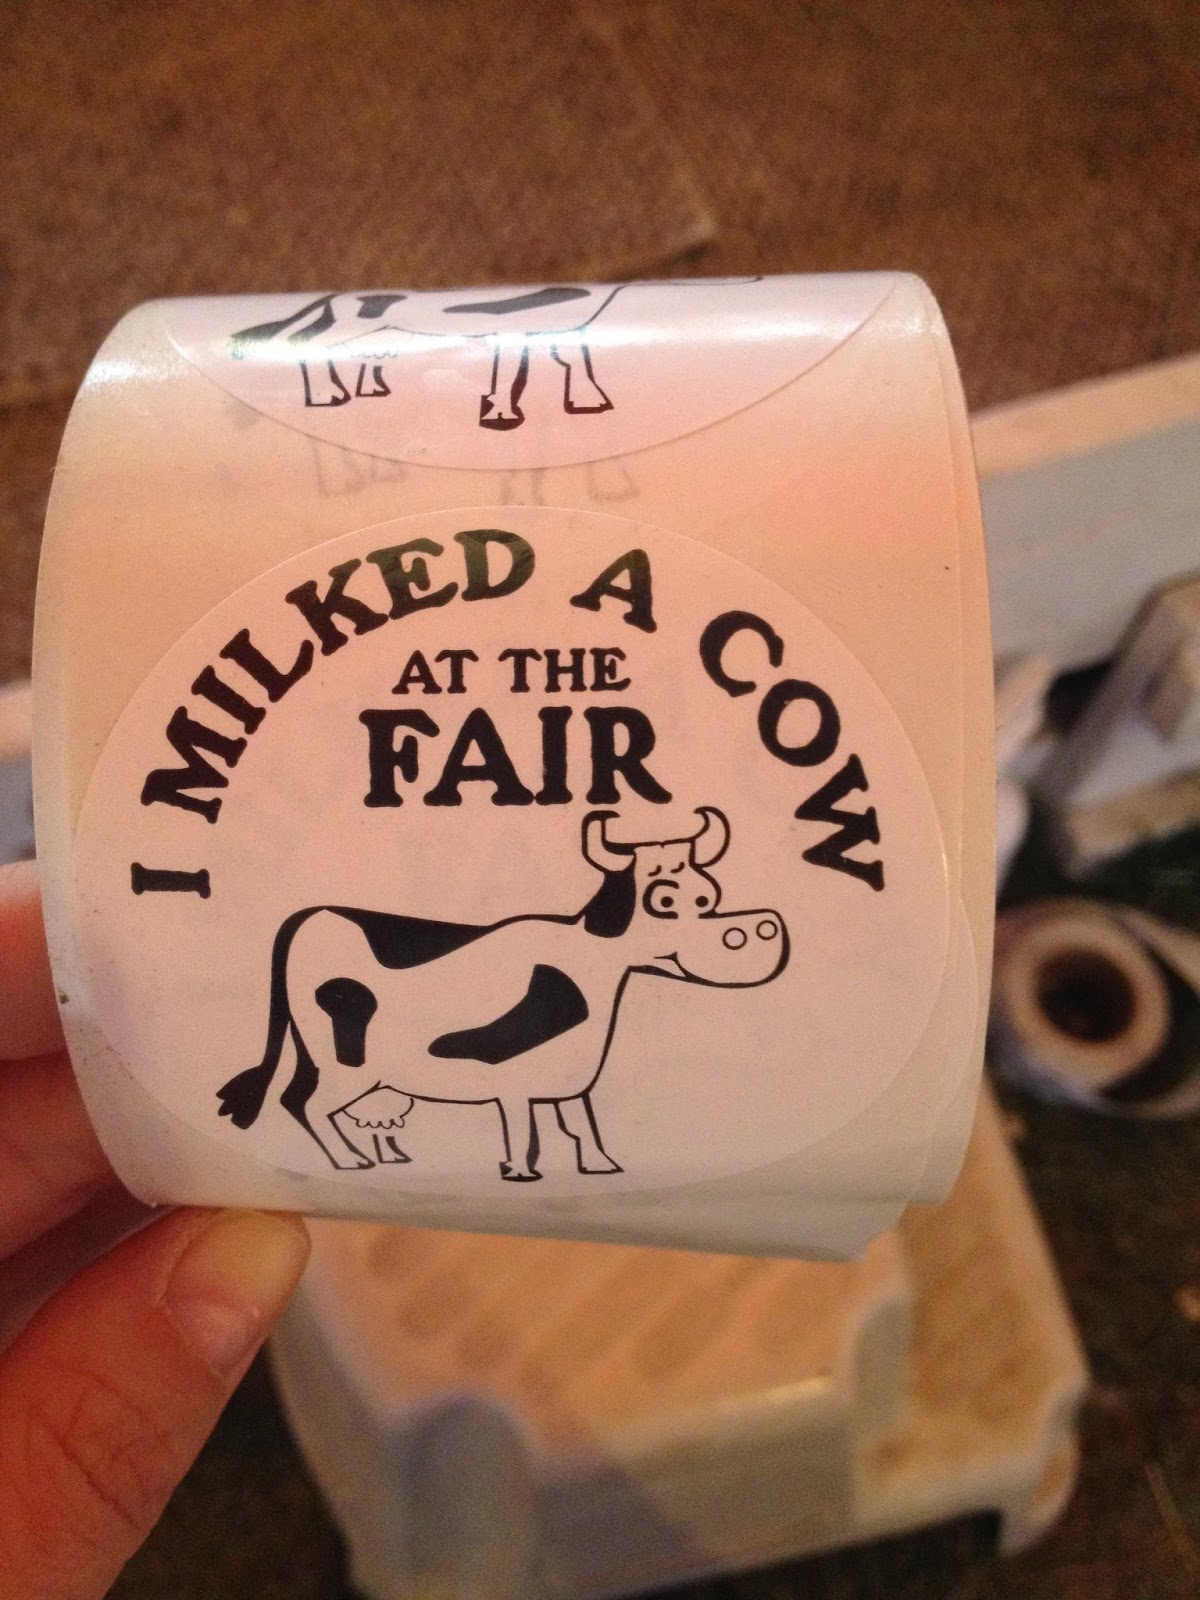 I MILKED A COW
AT THE
FAIR